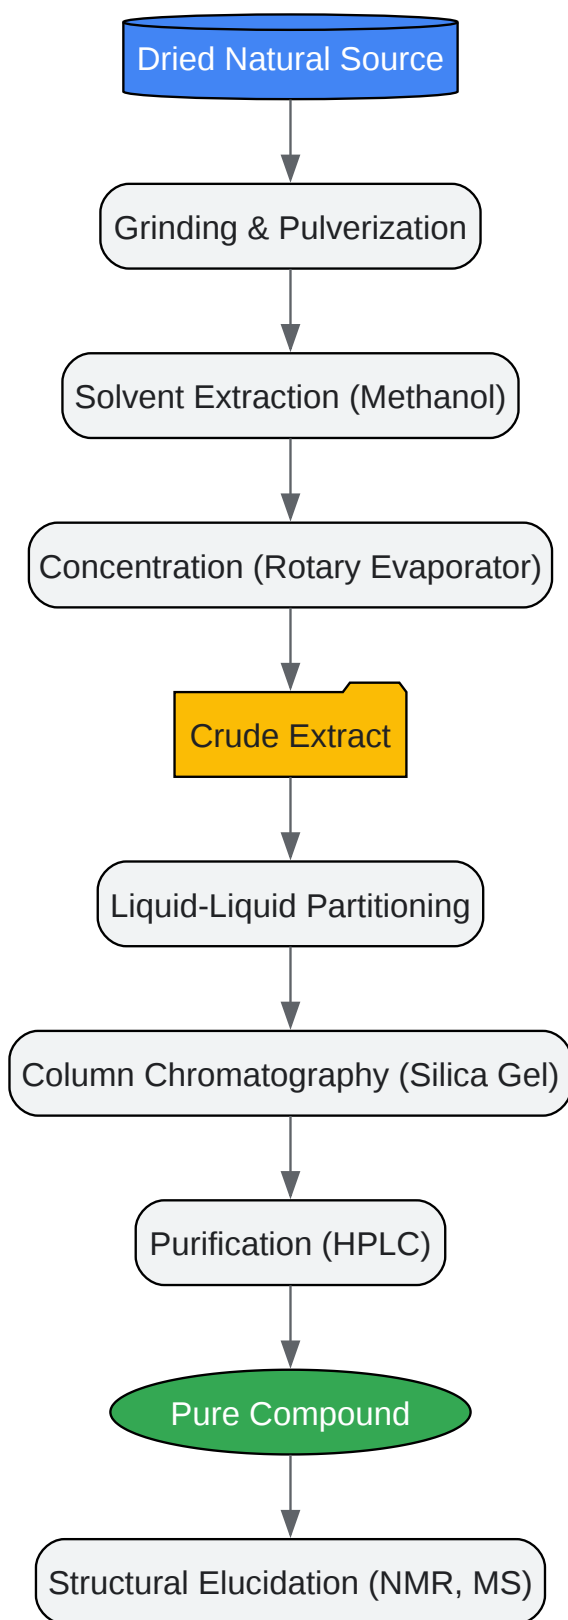 Dried Natural Source
Grinding & Pulverization
Solvent Extraction (Methanol)
Concentration (Rotary Evaporator)
Crude Extract
Liquid-Liquid Partitioning
Column Chromatography (Silica Gel)
Purification (HPLC)
Pure Compound
Structural Elucidation (NMR, MS)